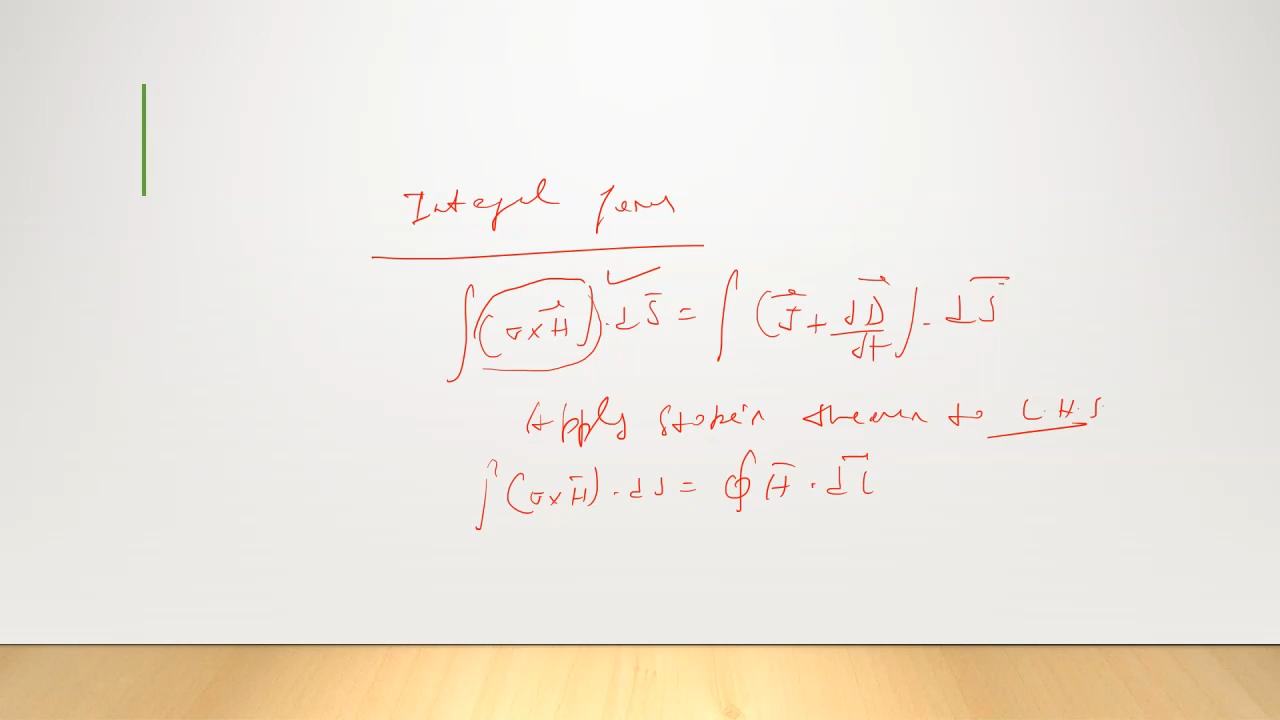 Integral form
∫(∇×H⃗)·dS̅ = ∫(J⃗ + dD⃗/dt)·dS̅
Apply stoke's theorem to L.H.S
∫(∇×H̅)·ds = ∮H̅·dl̅